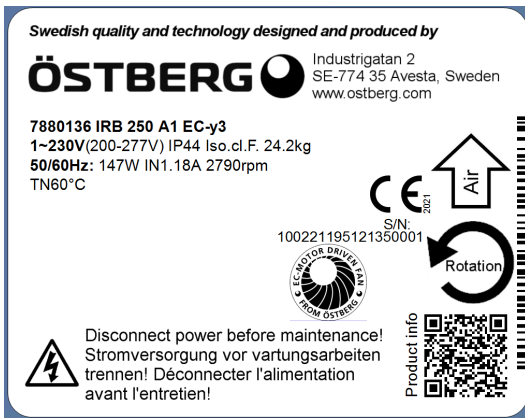 Swedish quality and technology designed and produced by
ÖSTBERG
Industrigatan 2
SE-774 35 Avesta, Sweden
www.ostberg.com
7880136 IRB 250 A1 EC-y3
1~230V(200-277V) IP44 Iso.cl.F. 24.2kg
50/60Hz: 147W IN1.18A 2790rpm
TN60°C
Air
CE
2021
S/N:
100221195121350001
EC-MOTOR DRIVEN FAN
FROM ÖSTBERG
Rotation
Product info
Disconnect power before maintenance!
Stromversorgung vor vartungsarbeiten
trennen! Déconnecter l'alimentation
avant l'entretien!